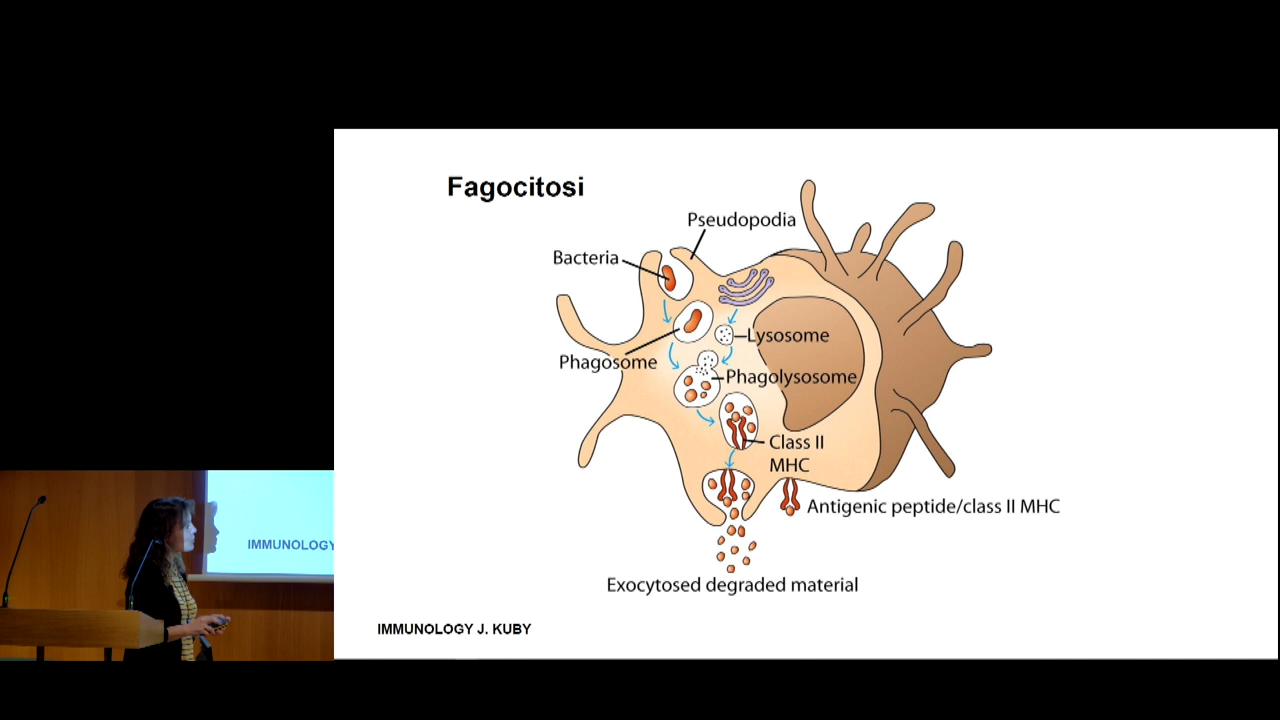 Fagocitosi
Pseudopodia
Bacteria
Lysosome
Phagosome
Phagolysosome
Class II
MHC
Antigenic peptide/class II MHC
Exocytosed degraded material
IMMUNOLOGY J. KUBY
IMMUNOLOGY